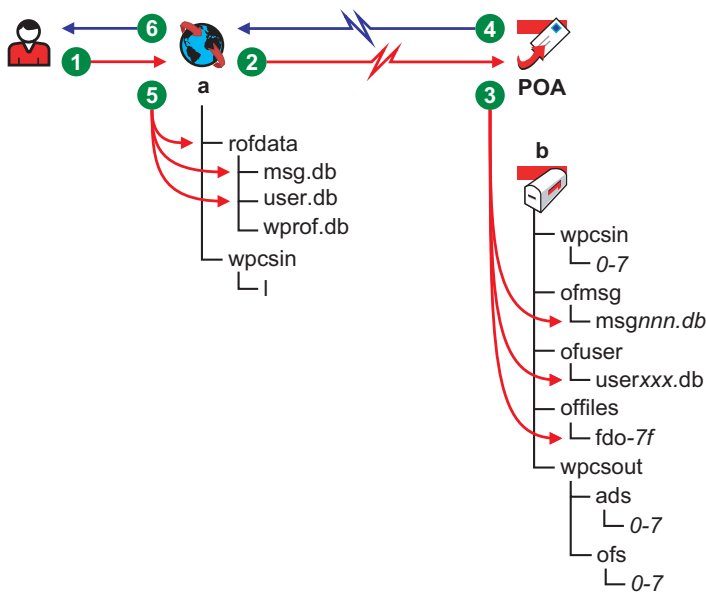 6
4
1
2
a
POA
5
3
rofdata
msg.db
user.db
wprof.db
wpcsin
l
b
wpcsin
0-7
ofmsg
msgnnn.db
ofuser
userxxx.db
offiles
fdo-7f
wpcsout
ads
0-7
ofs
0-7